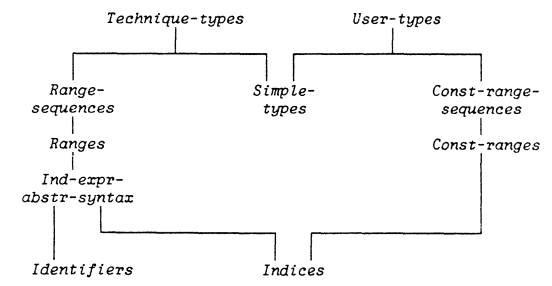 Technique-types User-types
Range- Simple- Const-range-
sequences types sequences
Ranges Const-ranges
Ind-expr-
abstr-syntax
Identifiers Indices